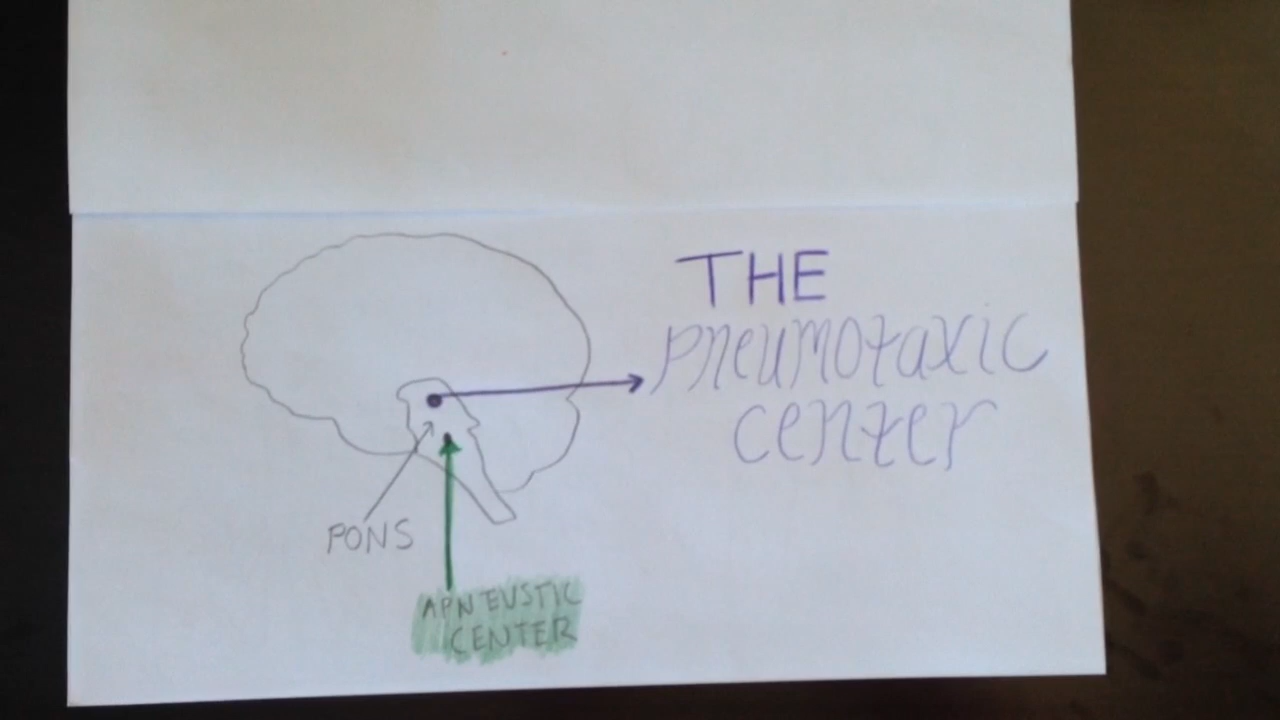 THE
pneumotaxic
center
PONS
APNEUSTIC
CENTER